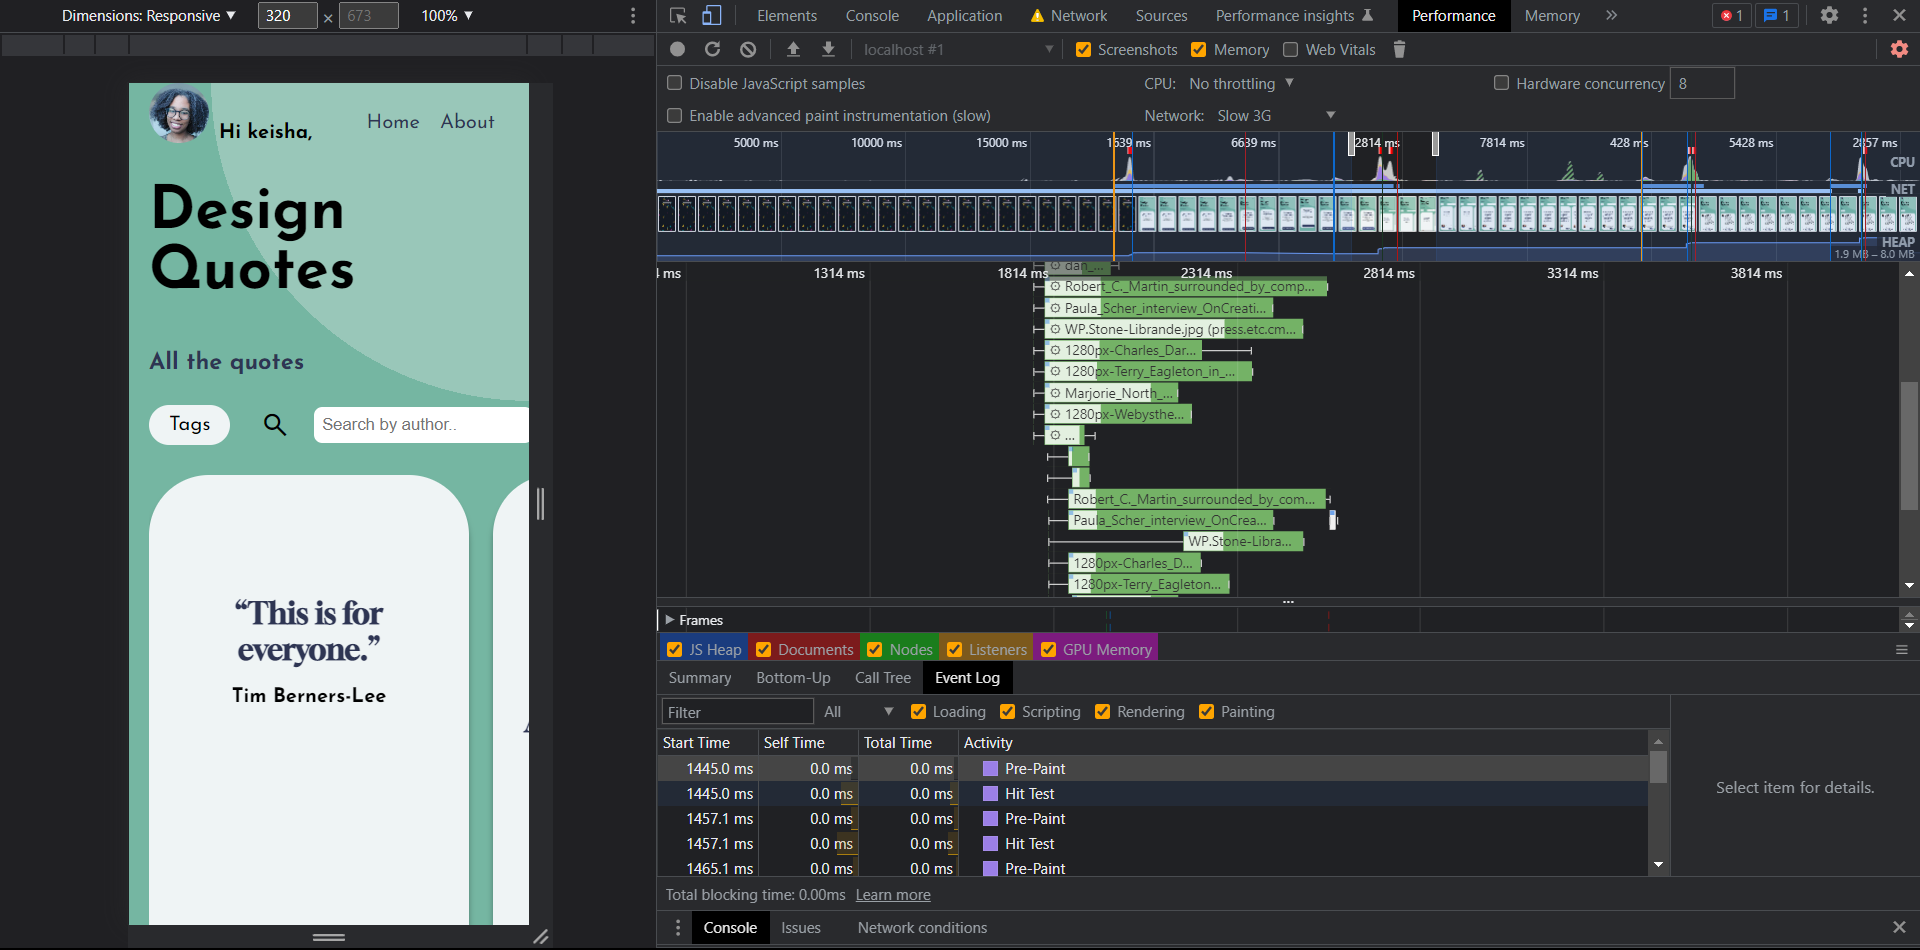 Dimensions: Responsive ▼ 320 × 673 100% ▼
Elements Console Application Network Sources Performance insights Performance Memory » 1 1
localhost #1 Screenshots Memory Web Vitals
Disable JavaScript samples CPU: No throttling Hardware concurrency 8
Enable advanced paint instrumentation (slow) Network: Slow 3G
5000 ms 10000 ms 15000 ms 1639 ms 6639 ms 2814 ms 7814 ms 428 ms 5428 ms 2857 ms
CPU
NET
HEAP
1.9 MB – 8.0 MB
4 ms 1314 ms 1814 ms 2314 ms 2814 ms 3314 ms 3814 ms
dan_...
Robert_C._Martin_surrounded_by_comp...
Paula_Scher_interview_OnCreati...
WP.Stone-Librande.jpg (press.etc.cm...
1280px-Charles_Dar...
1280px-Terry_Eagleton_in_...
Marjorie_North_...
1280px-Webysthe...
...
Robert_C._Martin_surrounded_by_com...
Paula_Scher_interview_OnCrea...
WP.Stone-Libra...
1280px-Charles_D...
1280px-Terry_Eagleton...
Frames
JS Heap Documents Nodes Listeners GPU Memory
Summary Bottom-Up Call Tree Event Log
Filter All Loading Scripting Rendering Painting
Start Time Self Time Total Time Activity
1445.0 ms 0.0 ms 0.0 ms Pre-Paint
1445.0 ms 0.0 ms 0.0 ms Hit Test
1457.1 ms 0.0 ms 0.0 ms Pre-Paint
1457.1 ms 0.0 ms 0.0 ms Hit Test
1465.1 ms 0.0 ms 0.0 ms Pre-Paint
Select item for details.
Total blocking time: 0.00ms Learn more
Console Issues Network conditions
Hi keisha, Home About
Design
Quotes
All the quotes
Tags Search by author..
“This is for
everyone.”
Tim Berners-Lee